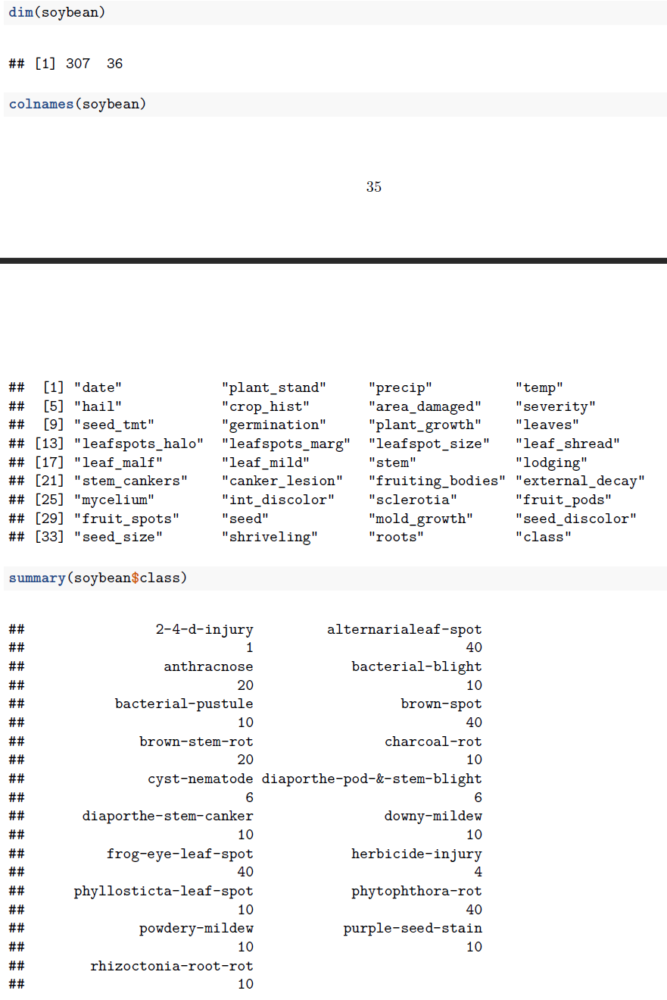 dim(soybean)
## [1] 307  36
colnames(soybean)
35
##  [1] "date"            "plant_stand"     "precip"          "temp"
##  [5] "hail"            "crop_hist"       "area_damaged"    "severity"
##  [9] "seed_tmt"        "germination"     "plant_growth"    "leaves"
## [13] "leafspots_halo"  "leafspots_marg"  "leafspot_size"   "leaf_shread"
## [17] "leaf_malf"       "leaf_mild"       "stem"            "lodging"
## [21] "stem_cankers"    "canker_lesion"   "fruiting_bodies" "external_decay"
## [25] "mycelium"        "int_discolor"    "sclerotia"       "fruit_pods"
## [29] "fruit_spots"     "seed"            "mold_growth"     "seed_discolor"
## [33] "seed_size"       "shriveling"      "roots"           "class"
summary(soybean$class)
##                2-4-d-injury         alternarialeaf-spot
##                           1                          40
##                 anthracnose            bacterial-blight
##                          20                          10
##           bacterial-pustule                  brown-spot
##                          10                          40
##              brown-stem-rot                charcoal-rot
##                          20                          10
##               cyst-nematode diaporthe-pod-&-stem-blight
##                           6                           6
##       diaporthe-stem-canker                downy-mildew
##                          10                          10
##          frog-eye-leaf-spot            herbicide-injury
##                          40                           4
##      phyllosticta-leaf-spot            phytophthora-rot
##                          10                          40
##              powdery-mildew           purple-seed-stain
##                          10                          10
##        rhizoctonia-root-rot
##                          10